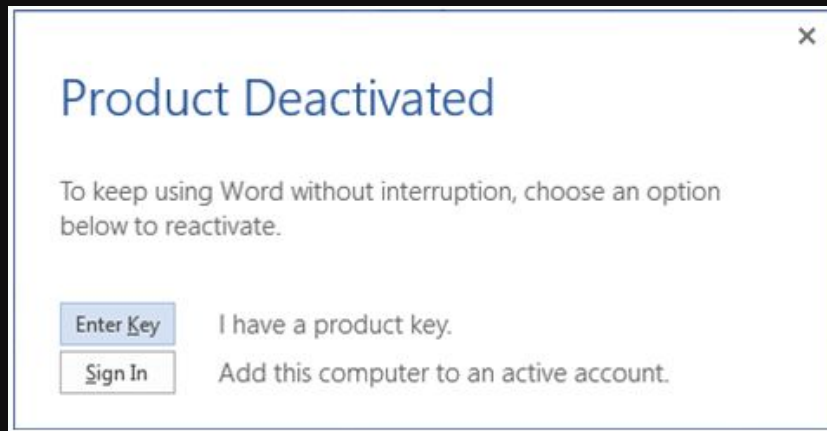 Product Deactivated
To keep using Word without interruption, choose an option
below to reactivate.
Enter Key I have a product key.
Sign In Add this computer to an active account.